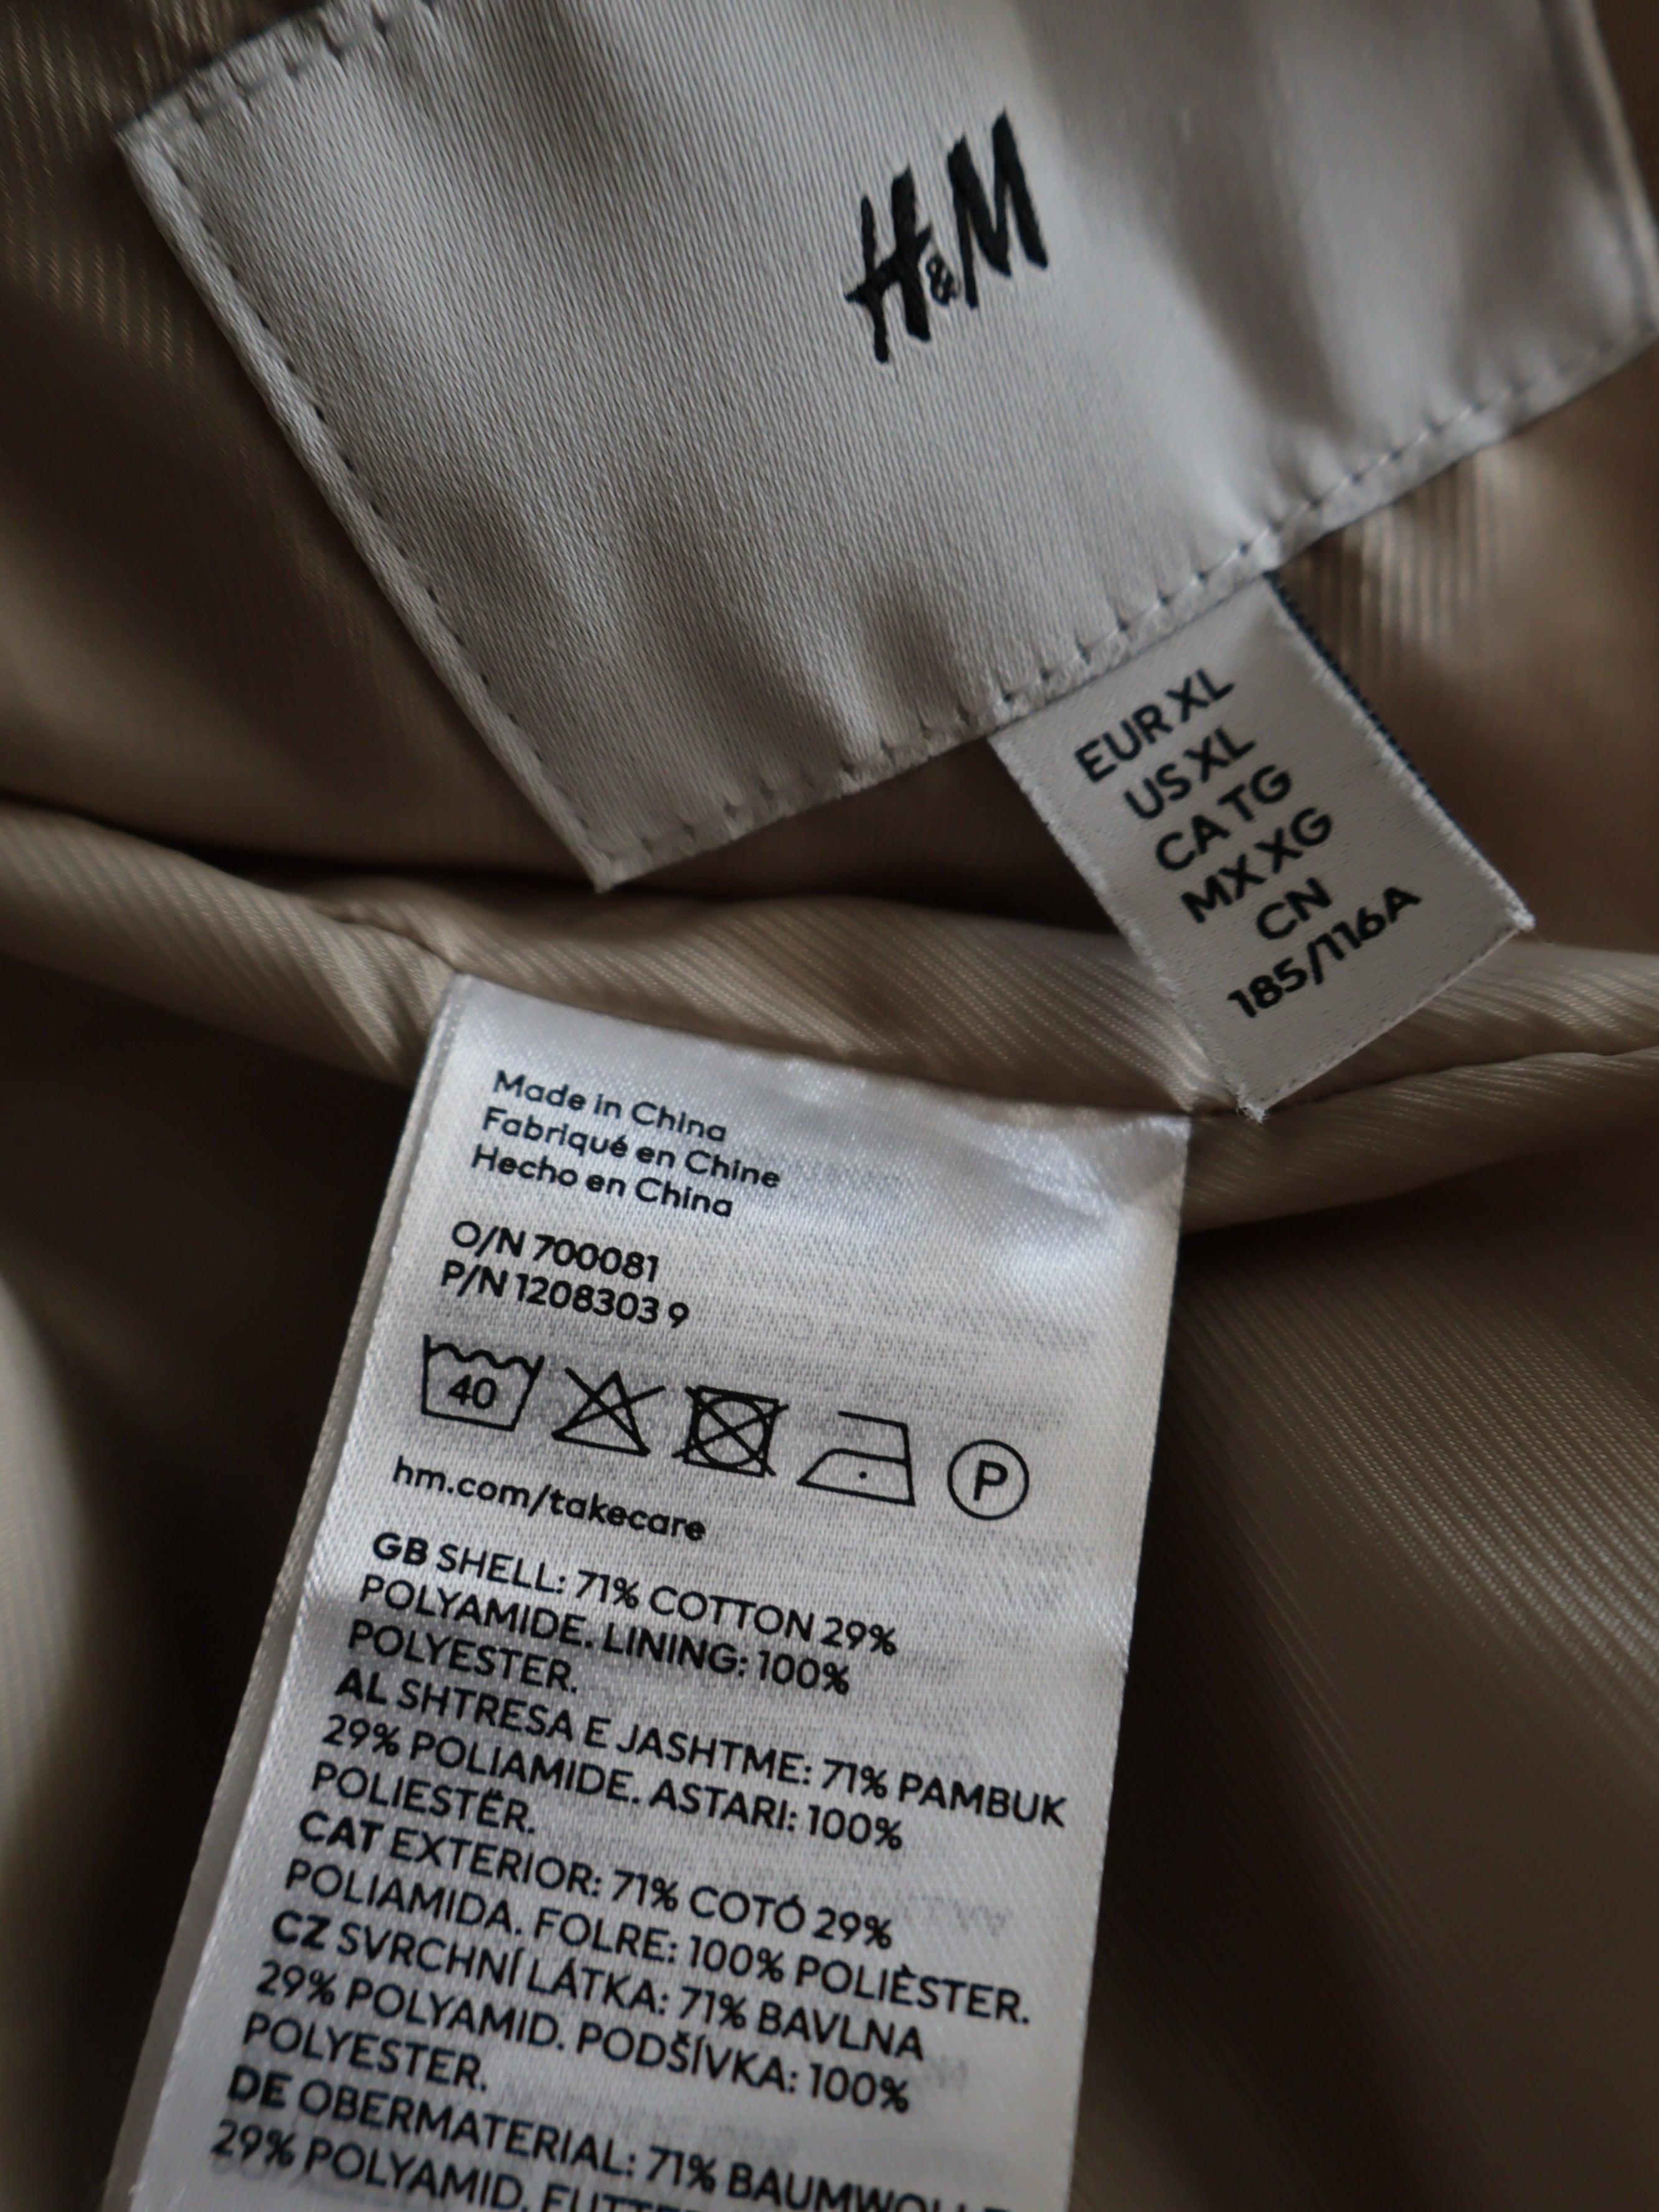 H&M
EUR XL
US XL
CA TG
MX XG
CN
185/116A
Made in China
Fabriqué en Chine
Hecho en China
O/N 700081
P/N 1208303 9
40
P
hm.com/takecare
GB SHELL: 71% COTTON 29%
POLYAMIDE. LINING: 100%
POLYESTER.
AL SHTRESA E JASHTME: 71% PAMBUK
29% POLIAMIDE. ASTARI: 100%
POLIESTËR.
CAT EXTERIOR: 71% COTÓ 29%
POLIAMIDA. FOLRE: 100% POLIÈSTER.
CZ SVRCHNÍ LÁTKA: 71% BAVLNA
29% POLYAMID. PODŠÍVKA: 100%
POLYESTER.
DE OBERMATERIAL: 71%
29% POLYAMID.